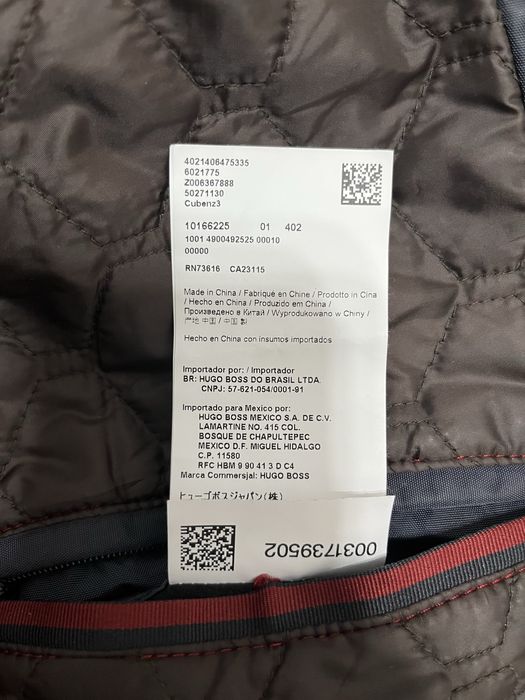 4021406475335
6021775
Z006367888
50271130
Cubenz3
10166225 01 402
1001 4900492525 00010
00000
RN73616 CA23115
Made in China / Fabriqué en Chine / Prodotto in Cina
/ Hecho en China / Produzido em China /
Произведено в Китай / Wyprodukowano w Chiny /
产地 中国 / 中国 製
Hecho en China con insumos importados
Importador por: / Importador
BR: HUGO BOSS DO BRASIL LTDA.
CNPJ: 57-621-054/0001-91
Importado para Mexico por:
HUGO BOSS MEXICO S.A. DE C.V.
LAMARTINE NO. 415 COL.
BOSQUE DE CHAPULTEPEC
MEXICO D.F. MIGUEL HIDALGO
C.P. 11580
RFC HBM 9 90 41 3 D C4
Marca Commersjal: HUGO BOSS
ヒューゴボスジャパン(株)
0031739502